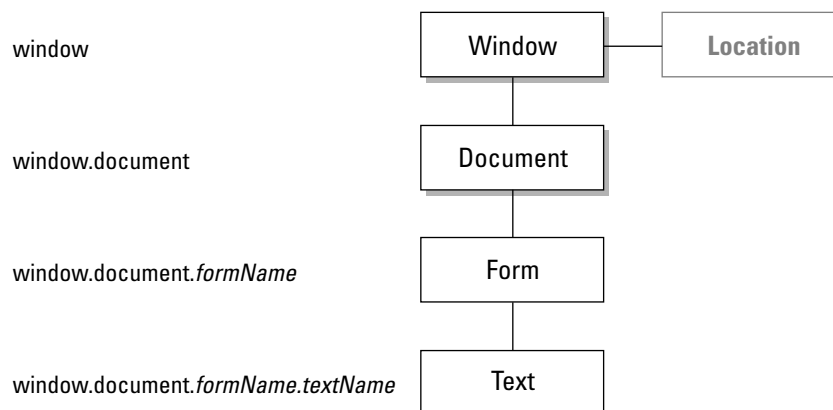 window
Window
Location
window.document
Document
window.document.formName
Form
window.document.formName.textName
Text